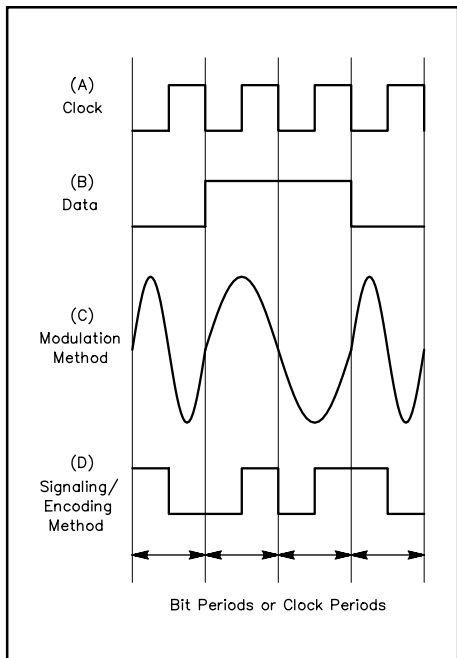 (A)
Clock
(B)
Data
(C)
Modulation
Method
(D)
Signaling/
Encoding
Method
Bit Periods or Clock Periods